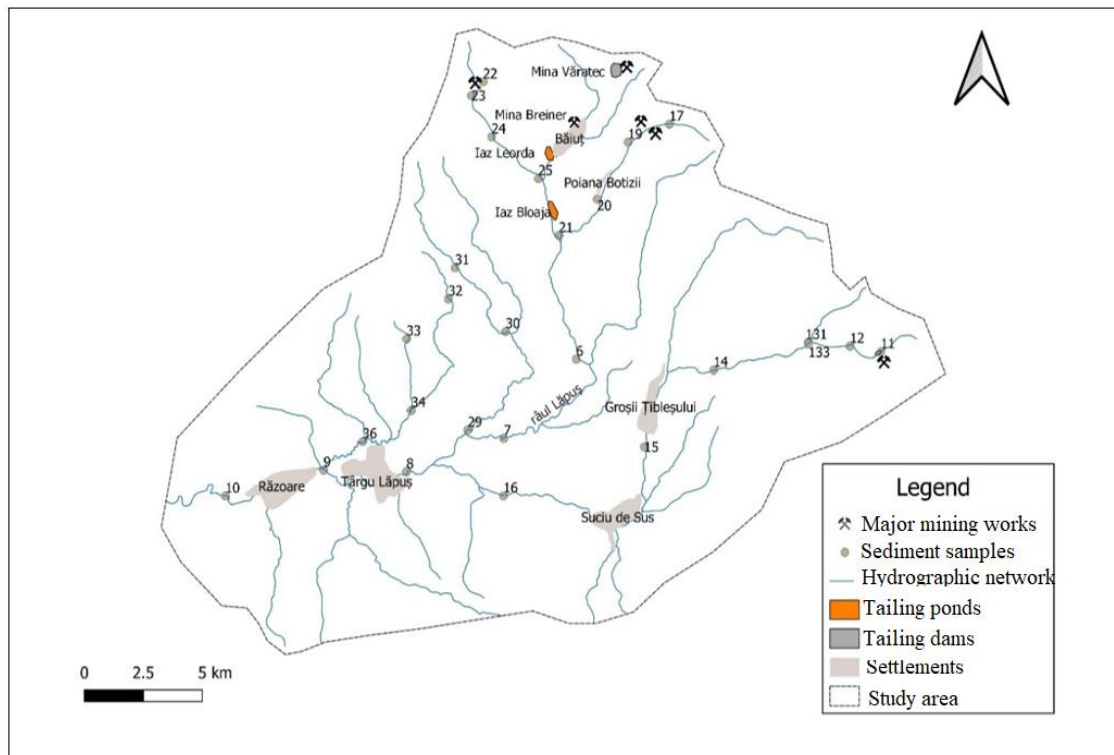 Mina Văratec
22
23
Mina Breiner
17
24
Băiuț
19
Iaz Leorda
25
Poiana Botizii
20
Iaz Bloaja
21
31
32
33
30
131
12
11
6
133
14
râul Lăpuș
34
Groșii Țibleșului
29
7
36
15
9
8
Târgu Lăpuș
10
Răzoare
16
Suciu de Sus
Legend
Major mining works
Sediment samples
Hydrographic network
Tailing ponds
Tailing dams
Settlements
Study area
0 2.5 5 km